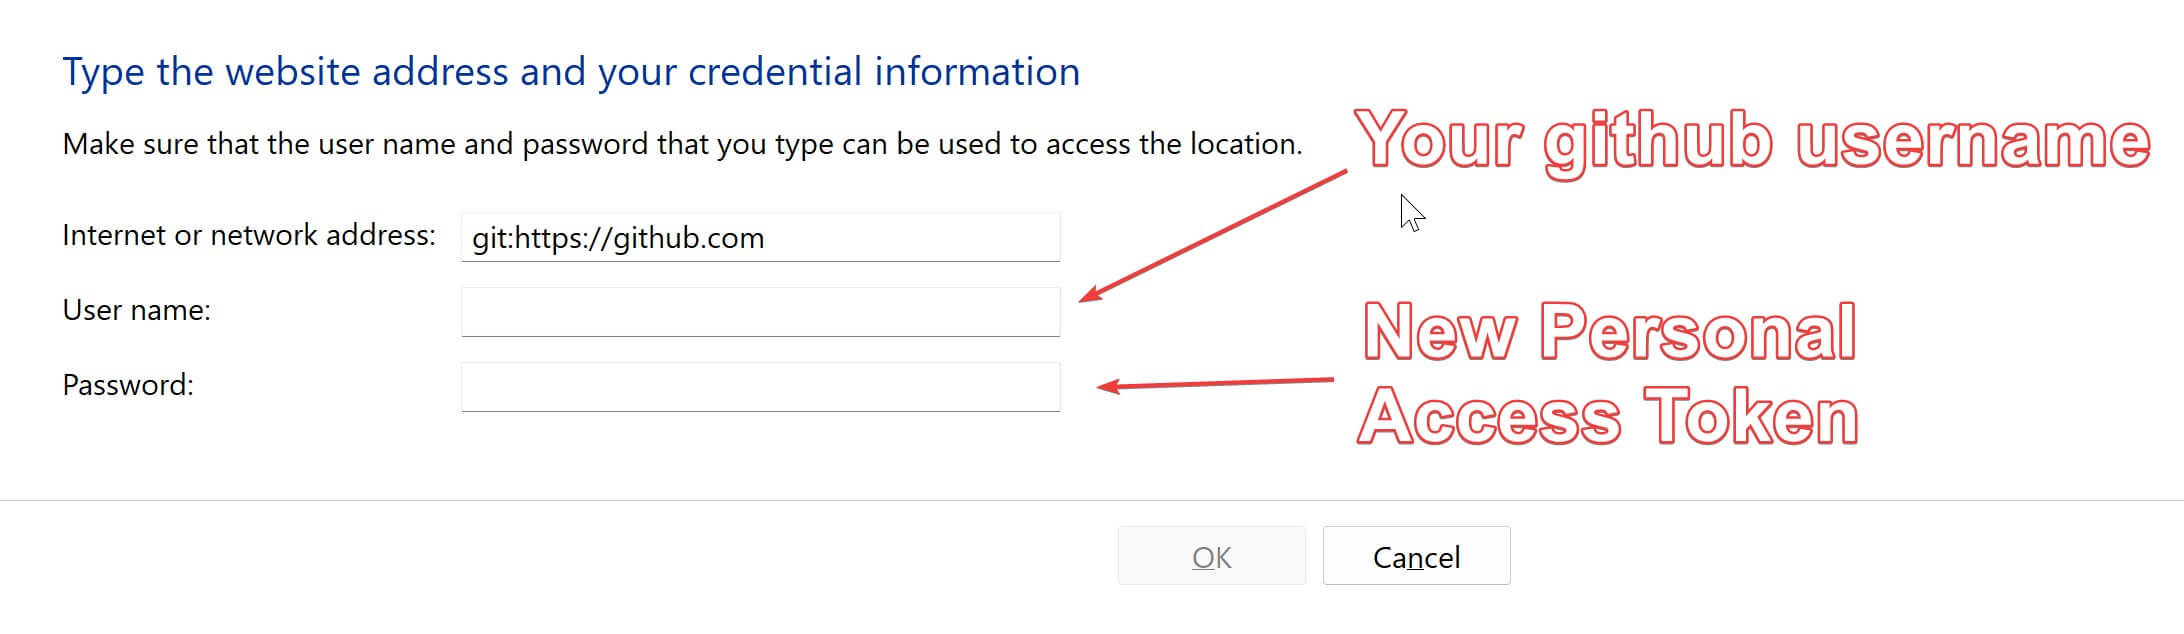 Type the website address and your credential information
Make sure that the user name and password that you type can be used to access the location.
Your github username
Internet or network address:
git:https://github.com
User name:
New Personal
Access Token
Password:
OK
Cancel